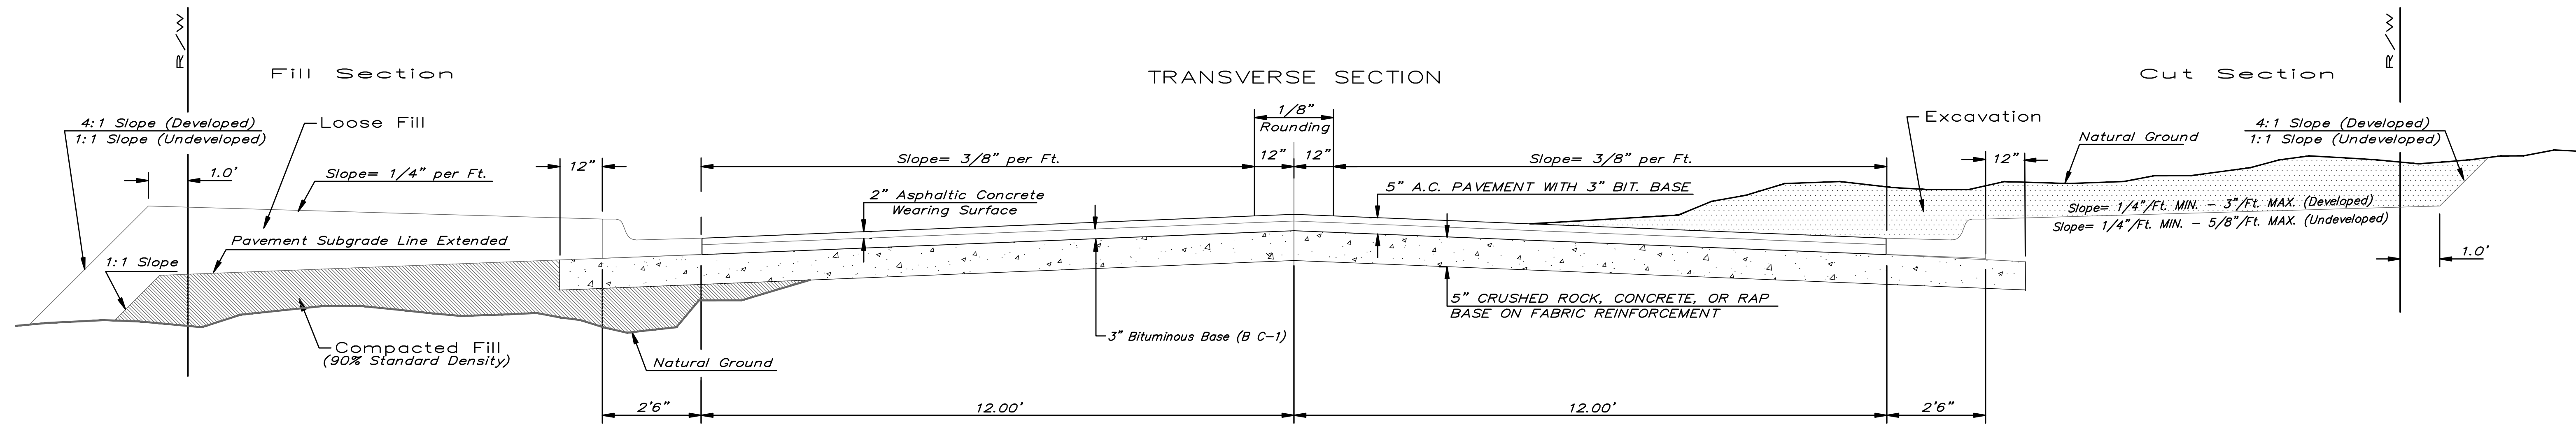 R/W
Fill Section
TRANSVERSE SECTION
Cut Section
R/W
4:1 Slope (Developed)
1:1 Slope (Undeveloped)
Loose Fill
1/8"
Rounding
Excavation
Natural Ground
4:1 Slope (Developed)
1:1 Slope (Undeveloped)
1.0'
Slope= 1/4" per Ft.
12"
Slope= 3/8" per Ft.
12"
12"
Slope= 3/8" per Ft.
12"
2" Asphaltic Concrete
Wearing Surface
5" A.C. PAVEMENT WITH 3" BIT. BASE
Slope= 1/4"/Ft. MIN. - 3"/Ft. MAX. (Developed)
Slope= 1/4"/Ft. MIN. - 5/8"/Ft. MAX. (Undeveloped)
Pavement Subgrade Line Extended
1:1 Slope
1.0'
5" CRUSHED ROCK, CONCRETE, OR RAP
BASE ON FABRIC REINFORCEMENT
3" Bituminous Base (B C-1)
Compacted Fill
(90% Standard Density)
Natural Ground
2'6"
12.00'
12.00'
2'6"